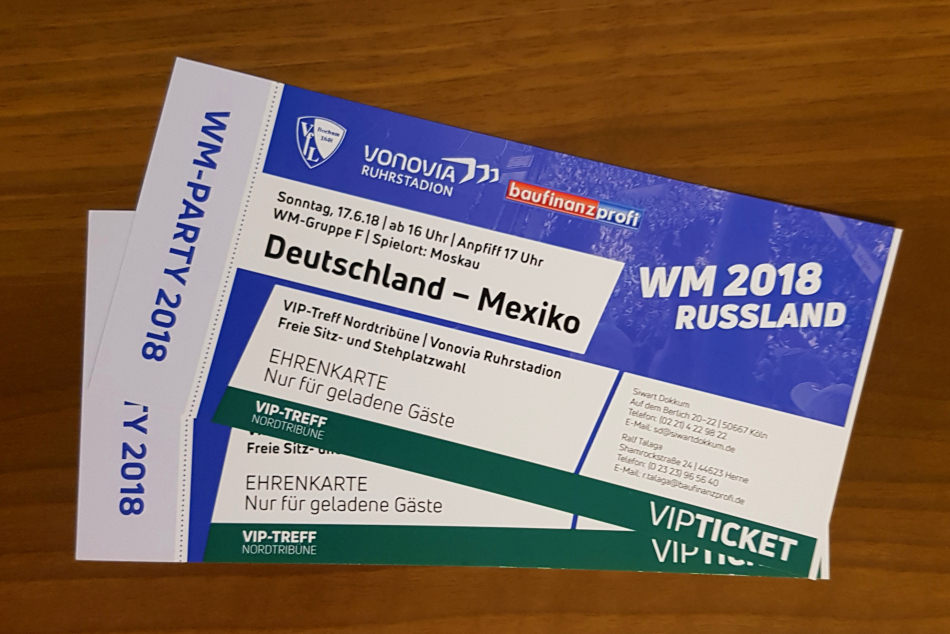 WM-PARTY 2018
VfL
Bochum
1848
VONOVIA
RUHRSTADION
baufinanzprofi
Sonntag, 17.6.18 | ab 16 Uhr | Anpfiff 17 Uhr
WM-Gruppe F | Spielort: Moskau
Deutschland – Mexiko
WM 2018
RUSSLAND
VIP-Treff Nordtribüne | Vonovia Ruhrstadion
Freie Sitz- und Stehplatzwahl
EHRENKARTE
Nur für geladene Gäste
VIP-TREFF
NORDTRIBÜNE
Siwart Dokkum
Auf dem Berlich 20–22 | 50667 Köln
Telefon: (02 21) 4 22 98 22
E-Mail: sd@siwartdokkum.de
Ralf Talaga
Shamrockstraße 24 | 44623 Herne
Telefon: (0 23 23) 96 56 40
E-Mail: r.talaga@baufinanzprofi.de
VIPTICKET
TY 2018
Freie Sitz- un
EHRENKARTE
Nur für geladene Gäste
VIP-TREFF
NORDTRIBÜNE
VIPTIC